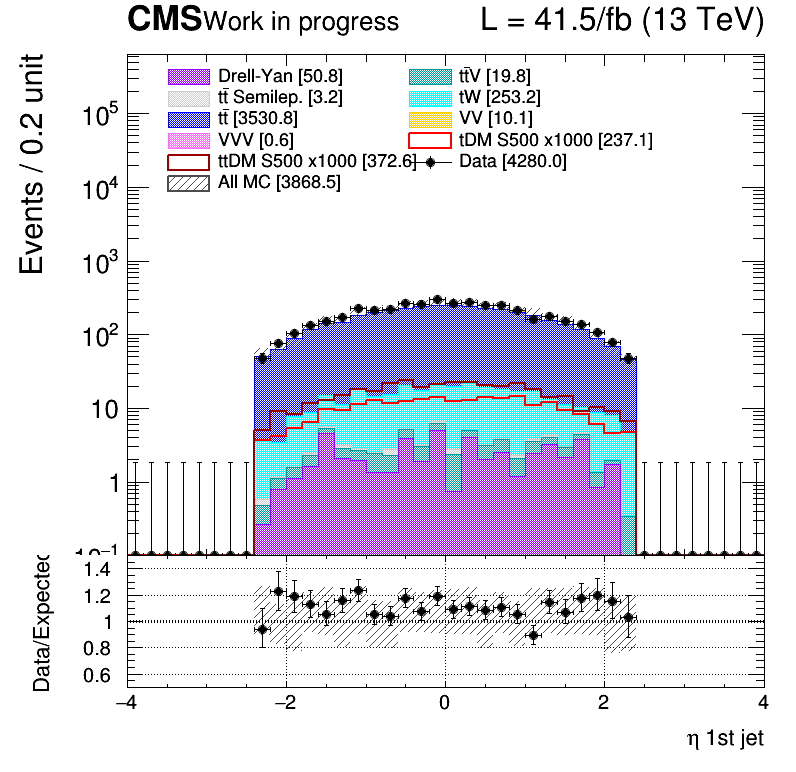 CMS Work in progress L = 41.5/fb (13 TeV)
Events / 0.2 unit
Drell-Yan [50.8]
tt̄V [19.8]
tt̄ Semilep. [3.2]
tW [253.2]
tt̄ [3530.8]
VV [10.1]
VVV [0.6]
tDM S500 x1000 [237.1]
ttDM S500 x1000 [372.6]
Data [4280.0]
All MC [3868.5]
10⁵
10⁴
10³
10²
10
1
10⁻¹
Data/Expected
1.4
1.2
1
0.8
0.6
−4 −2 0 2 4
η 1st jet